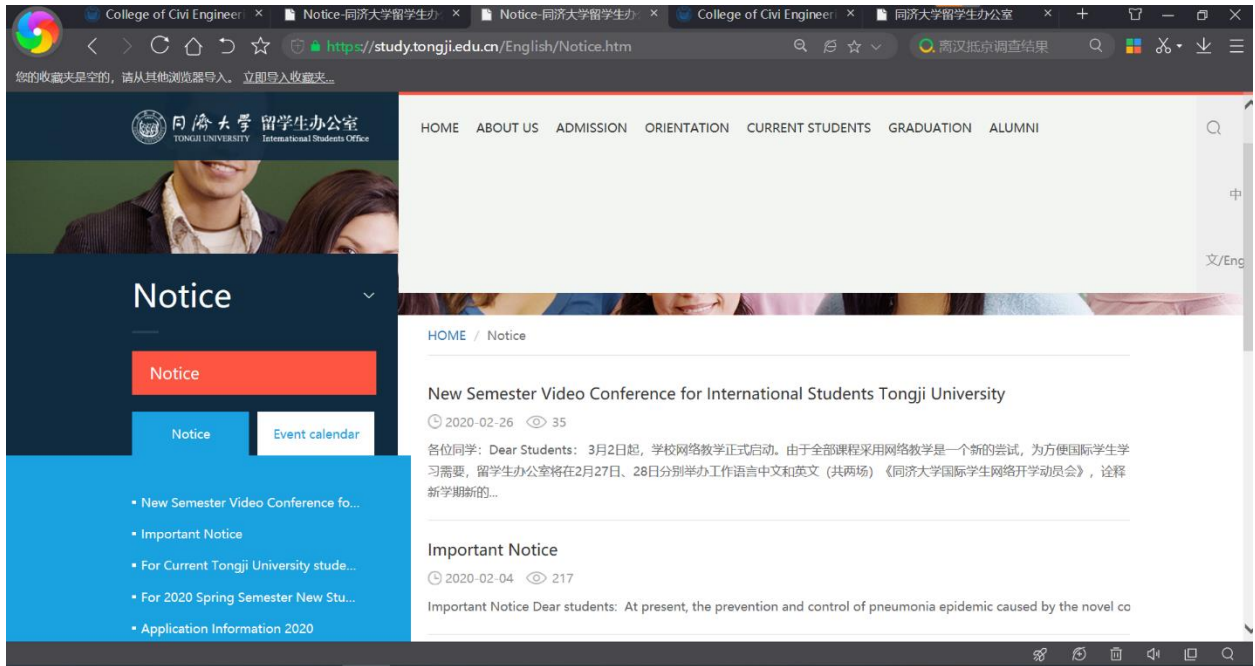 College of Civi Engineeri
Notice-同济大学留学生办
Notice-同济大学留学生办
College of Civi Engineeri
同济大学留学生办公室
https://study.tongji.edu.cn/English/Notice.htm
离汉抵京调查结果
您的收藏夹是空的，请从其他浏览器导入。 立即导入收藏夹...
同济大学 留学生办公室
TONGJI UNIVERSITY International Students Office
HOME ABOUT US ADMISSION ORIENTATION CURRENT STUDENTS GRADUATION ALUMNI
中
文/Eng
Notice
Notice
Notice Event calendar
▪ New Semester Video Conference fo...
▪ Important Notice
▪ For Current Tongji University stude...
▪ For 2020 Spring Semester New Stu...
▪ Application Information 2020
HOME / Notice
New Semester Video Conference for International Students Tongji University
2020-02-26 35
各位同学：Dear Students： 3月2日起，学校网络教学正式启动。由于全部课程采用网络教学是一个新的尝试，为方便国际学生学
习需要，留学生办公室将在2月27日、28日分别举办工作语言中文和英文（共两场）《同济大学国际学生网络开学动员会》，诠释
新学期新的...
Important Notice
2020-02-04 217
Important Notice Dear students: At present, the prevention and control of pneumonia epidemic caused by the novel co